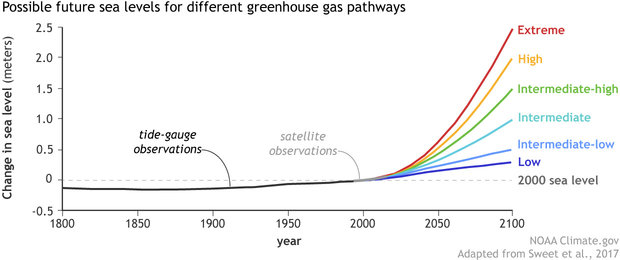 Possible future sea levels for different greenhouse gas pathways
Change in sea level (meters)
2.5
2.0
1.5
1.0
0.5
0
-0.5
tide-gauge
observations
satellite
observations
Extreme
High
Intermediate-high
Intermediate
Intermediate-low
Low
2000 sea level
1800
1850
1900
1950
2000
2050
2100
year
NOAA Climate.gov
Adapted from Sweet et al., 2017